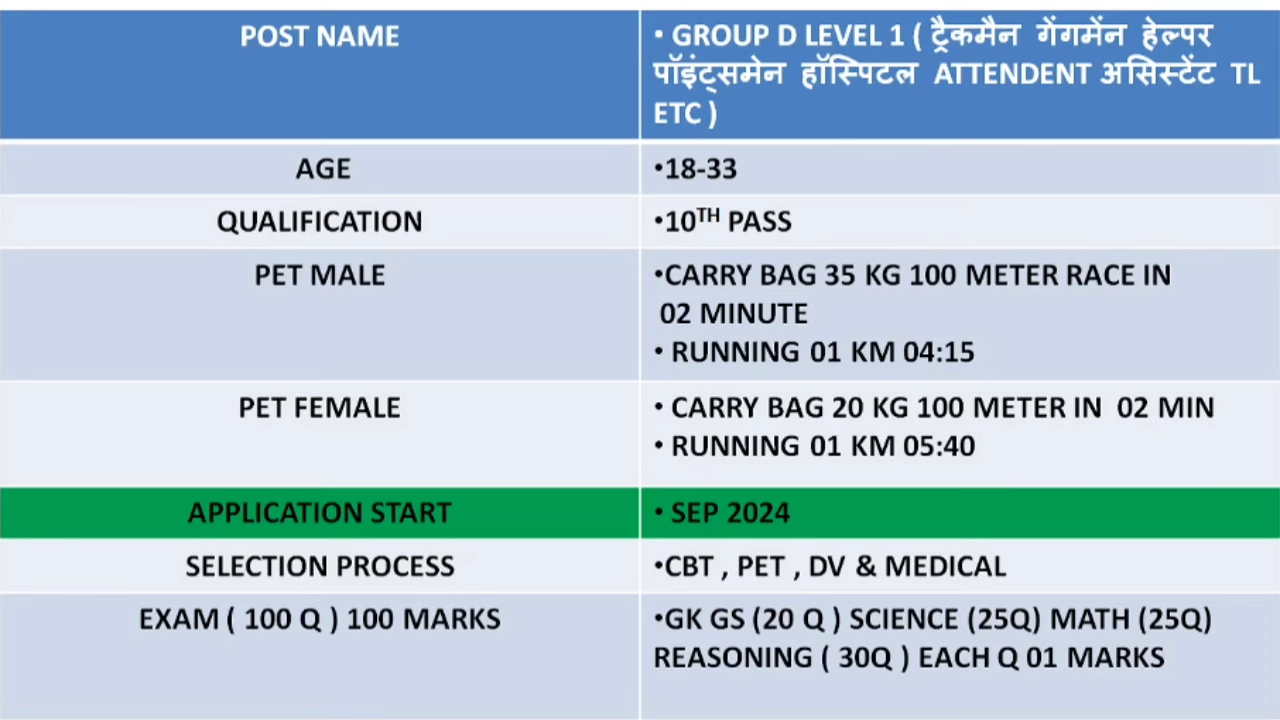 POST NAME
• GROUP D LEVEL 1 ( ट्रैकमैन गेंगमेंन हेल्पर
पॉइंट्समेन हॉस्पिटल ATTENDENT असिस्टेंट TL
ETC )
AGE
•18-33
QUALIFICATION
•10TH PASS
PET MALE
•CARRY BAG 35 KG 100 METER RACE IN
02 MINUTE
• RUNNING 01 KM 04:15
PET FEMALE
• CARRY BAG 20 KG 100 METER IN 02 MIN
• RUNNING 01 KM 05:40
APPLICATION START
• SEP 2024
SELECTION PROCESS
•CBT , PET , DV & MEDICAL
EXAM ( 100 Q ) 100 MARKS
•GK GS (20 Q ) SCIENCE (25Q) MATH (25Q)
REASONING ( 30Q ) EACH Q 01 MARKS